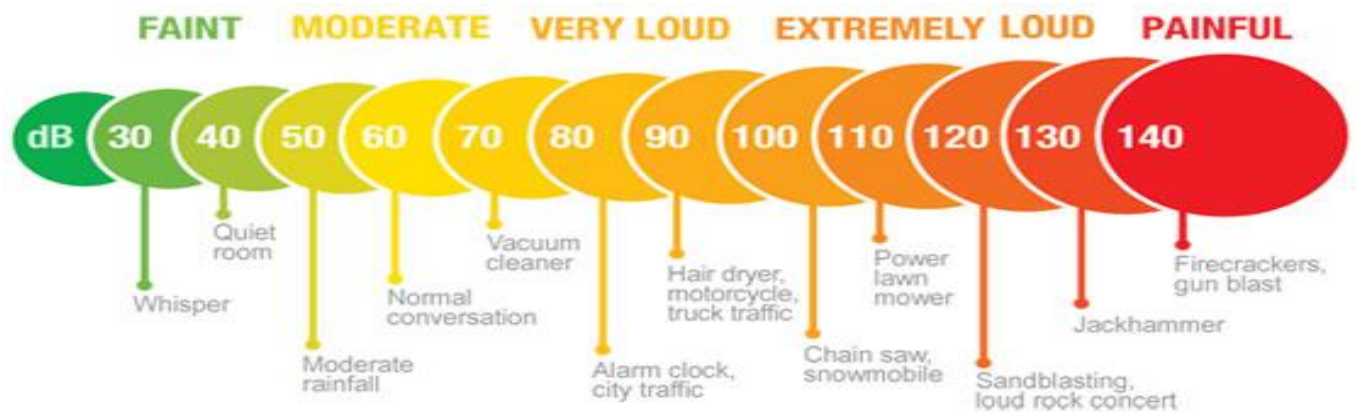 FAINT MODERATE VERY LOUD EXTREMELY LOUD PAINFUL
dB 30 40 50 60 70 80 90 100 110 120 130 140
Whisper
Quiet
room
Moderate
rainfall
Normal
conversation
Vacuum
cleaner
Alarm clock,
city traffic
Hair dryer,
motorcycle,
truck traffic
Chain saw,
snowmobile
Power
lawn
mower
Sandblasting,
loud rock concert
Jackhammer
Firecrackers,
gun blast